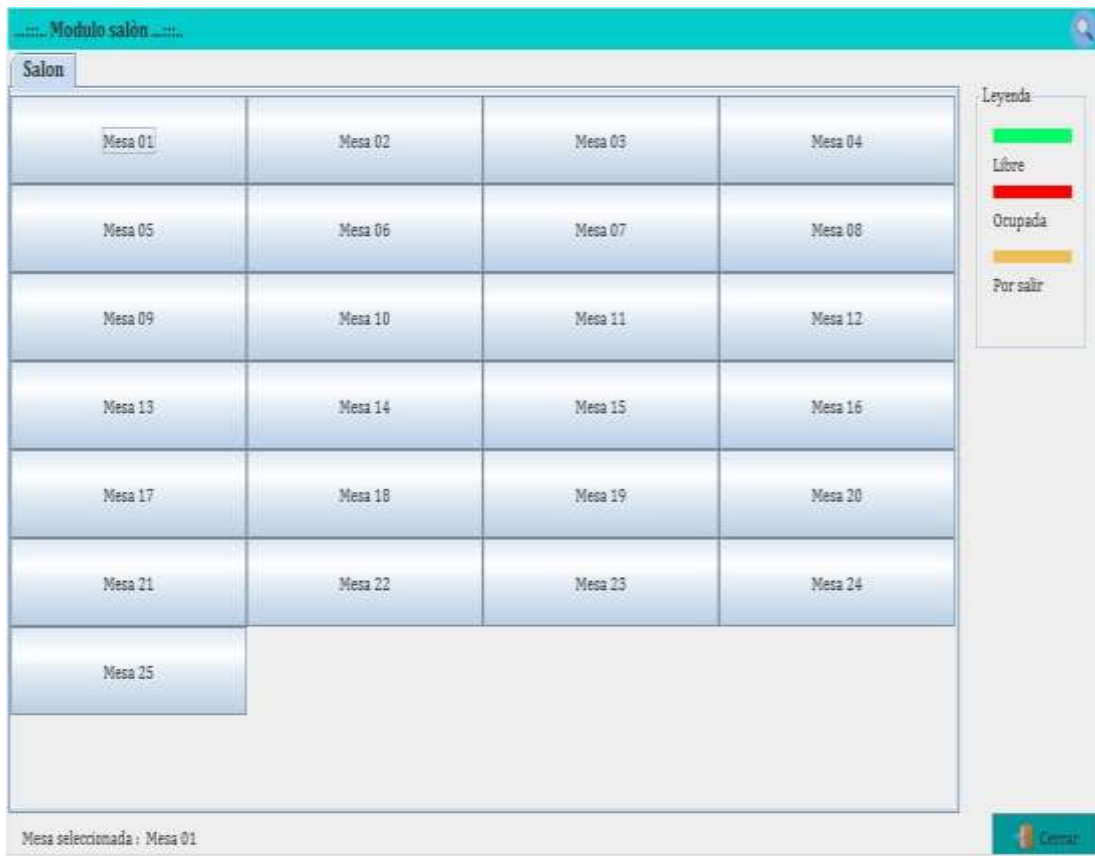 ...:::... Modulo salòn ...:::...
Salon
Leyenda
Mesa 01 Mesa 02 Mesa 03 Mesa 04
Libre
Mesa 05 Mesa 06 Mesa 07 Mesa 08
Ocupada
Por salir
Mesa 09 Mesa 10 Mesa 11 Mesa 12
Mesa 13 Mesa 14 Mesa 15 Mesa 16
Mesa 17 Mesa 18 Mesa 19 Mesa 20
Mesa 21 Mesa 22 Mesa 23 Mesa 24
Mesa 25
Mesa seleccionada : Mesa 01
Cerrar